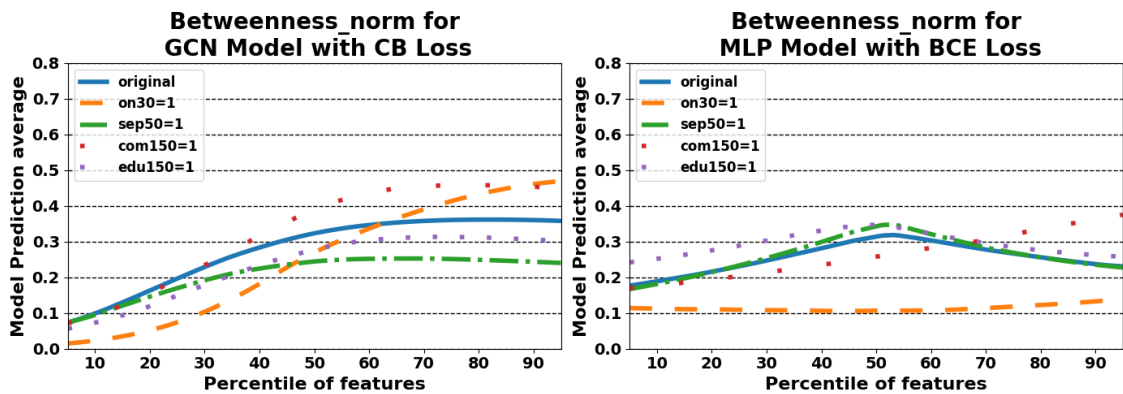 Betweenness_norm for
GCN Model with CB Loss
Model Prediction average
0.8
0.7
0.6
0.5
0.4
0.3
0.2
0.1
0.0
original
on30=1
sep50=1
com150=1
edu150=1
10 20 30 40 50 60 70 80 90
Percentile of features
Betweenness_norm for
MLP Model with BCE Loss
Model Prediction average
0.8
0.7
0.6
0.5
0.4
0.3
0.2
0.1
0.0
original
on30=1
sep50=1
com150=1
edu150=1
10 20 30 40 50 60 70 80 90
Percentile of features